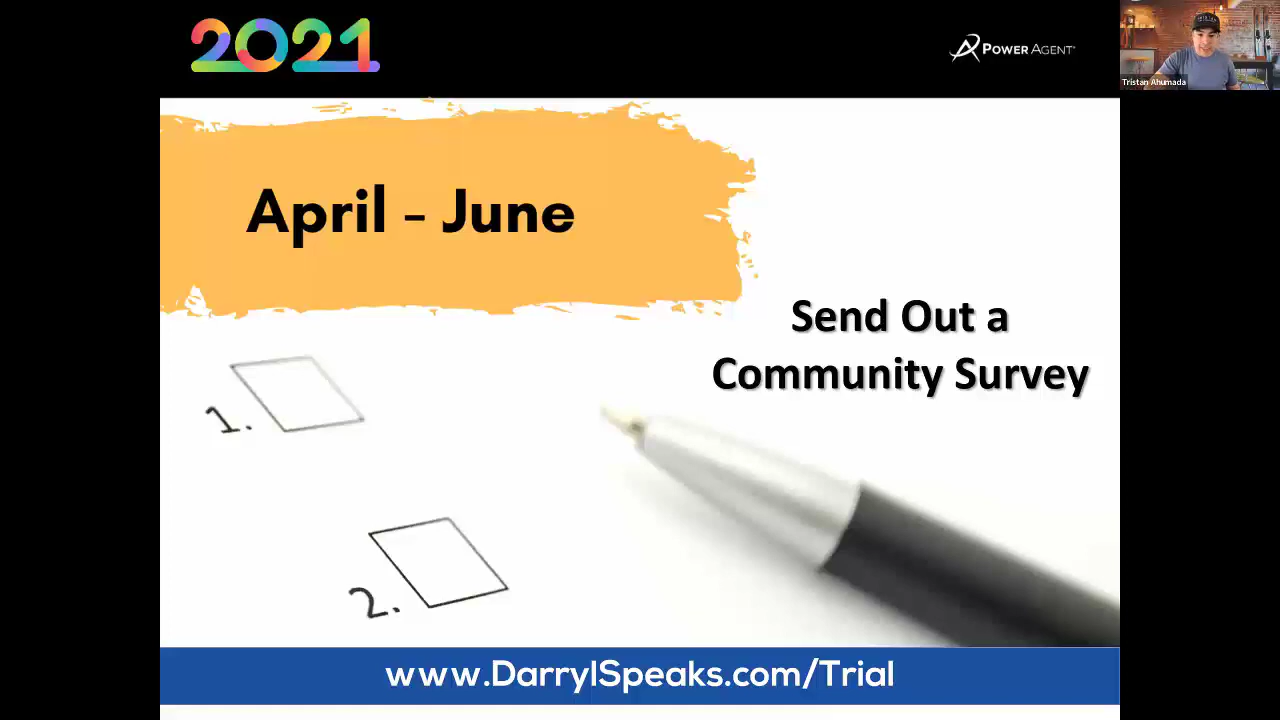 2021
POWER AGENT®
Tristan Ahumada
April - June
Send Out a
Community Survey
1.
2.
www.DarrylSpeaks.com/Trial